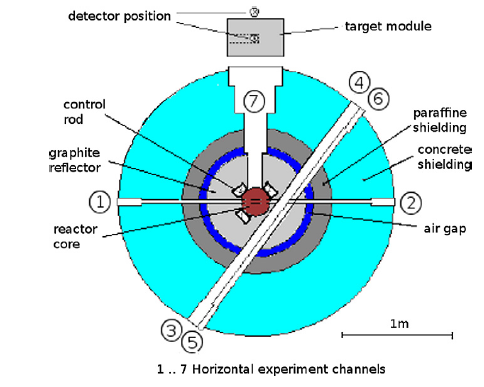 detector position
target module
7
4
6
control
rod
paraffine
shielding
graphite
reflector
concrete
shielding
1
2
reactor
core
air gap
3
5
1m
1 .. 7 Horizontal experiment channels